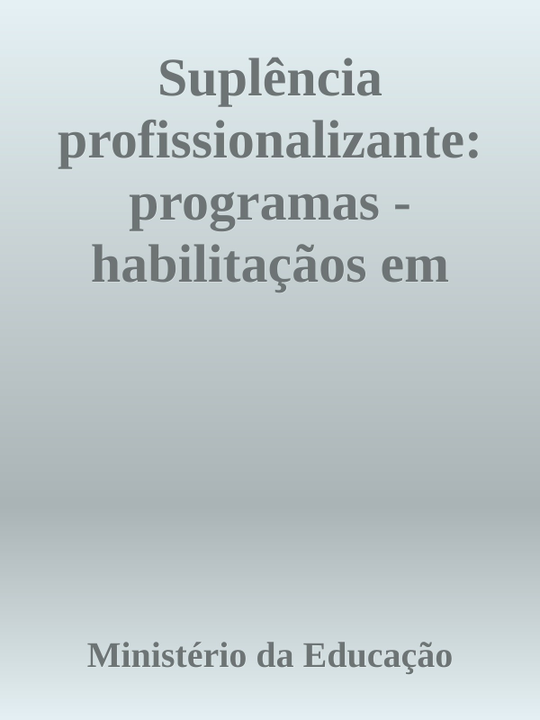 Suplência
profissionalizante:
programas -
habilitaçãos em
Ministério da Educação